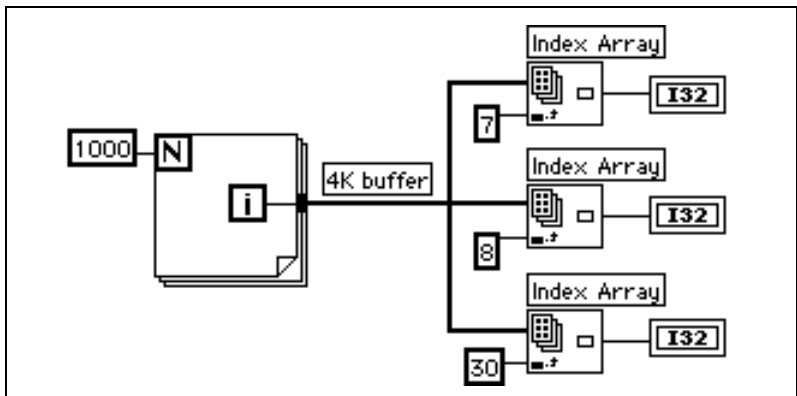 Index Array
I32
7
1000
N
i
4K buffer
Index Array
I32
8
Index Array
I32
30